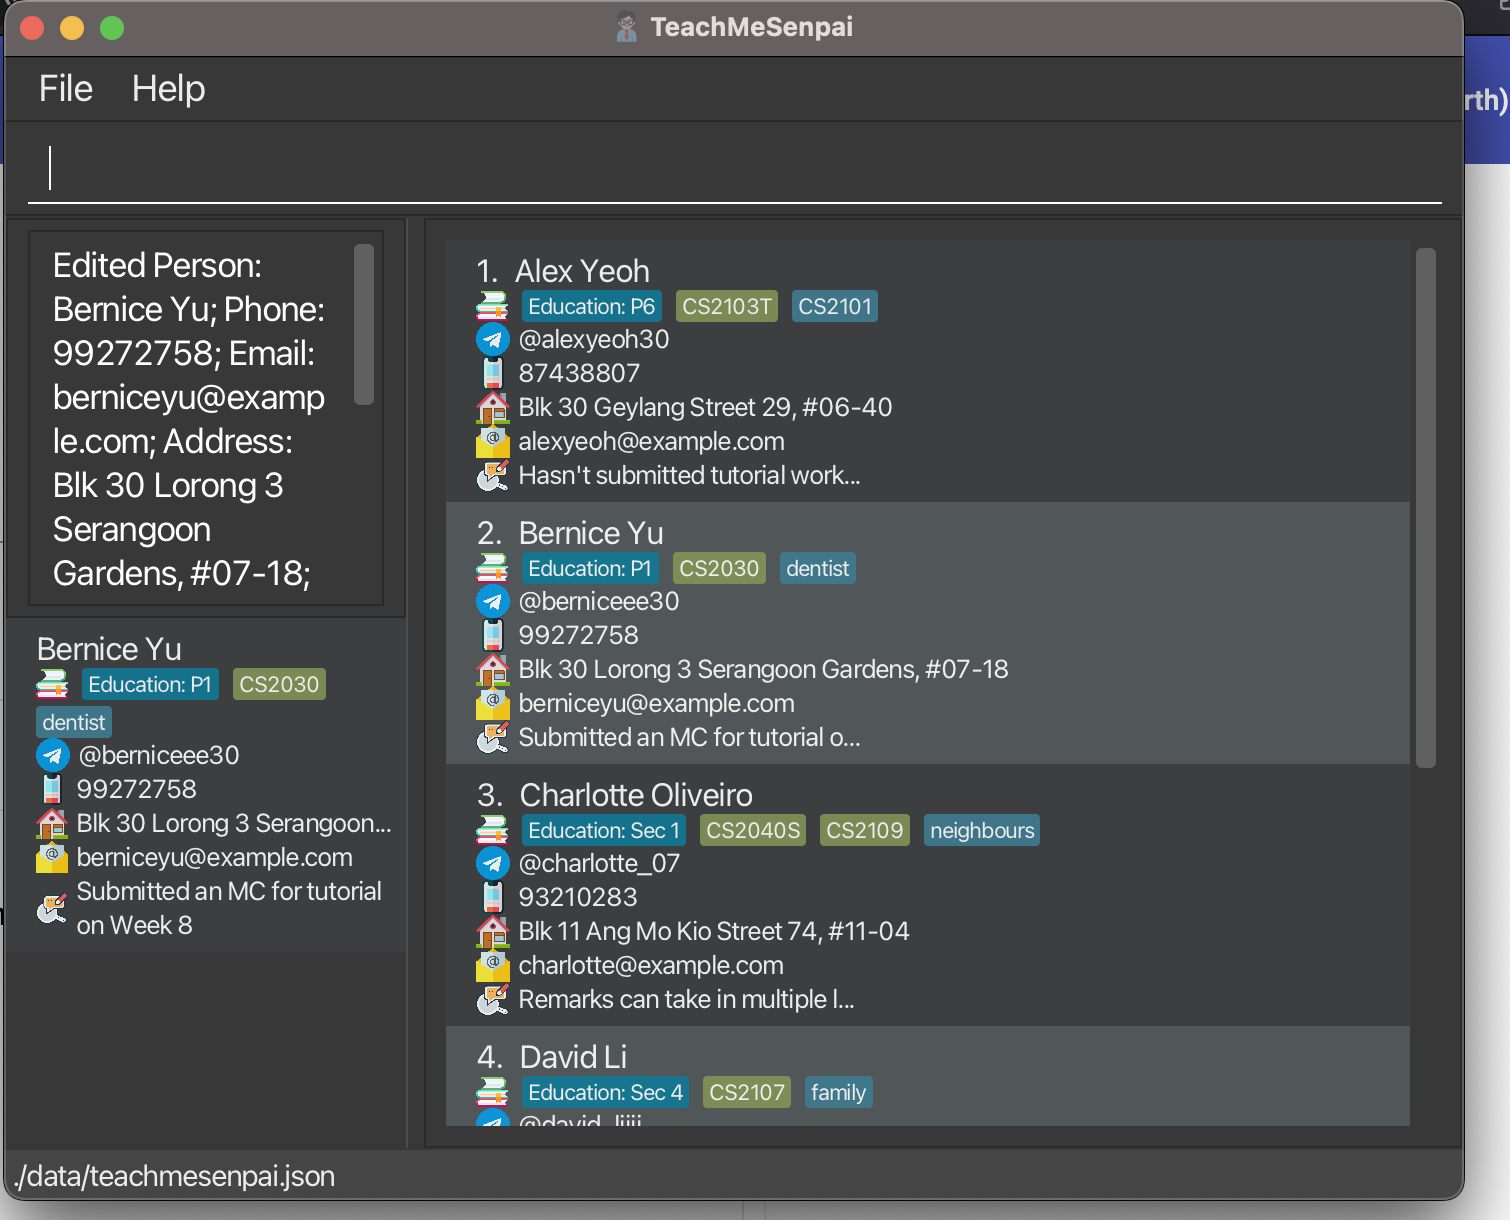 TeachMeSenpai
File Help
rth)
Edited Person:
Bernice Yu; Phone:
99272758; Email:
berniceyu@examp
le.com; Address:
Blk 30 Lorong 3
Serangoon
Gardens, #07-18;
Bernice Yu
Education: P1 CS2030
dentist
@berniceee30
99272758
Blk 30 Lorong 3 Serangoon...
berniceyu@example.com
Submitted an MC for tutorial
on Week 8
1. Alex Yeoh
Education: P6 CS2103T CS2101
@alexyeoh30
87438807
Blk 30 Geylang Street 29, #06-40
alexyeoh@example.com
Hasn't submitted tutorial work...
2. Bernice Yu
Education: P1 CS2030 dentist
@berniceee30
99272758
Blk 30 Lorong 3 Serangoon Gardens, #07-18
berniceyu@example.com
Submitted an MC for tutorial o...
3. Charlotte Oliveiro
Education: Sec 1 CS2040S CS2109 neighbours
@charlotte_07
93210283
Blk 11 Ang Mo Kio Street 74, #11-04
charlotte@example.com
Remarks can take in multiple l...
4. David Li
Education: Sec 4 CS2107 family
./data/teachmesenpai.json